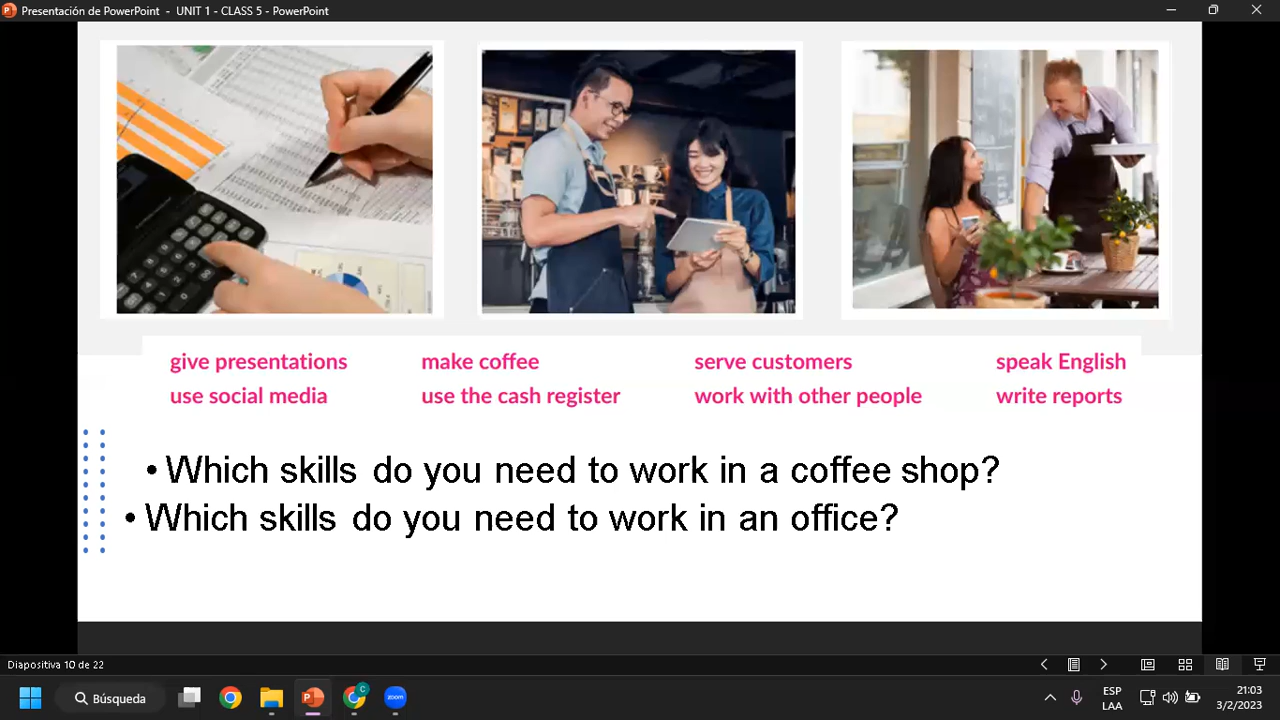 Presentación de PowerPoint - UNIT 1 - CLASS 5 - PowerPoint
give presentations make coffee serve customers speak English
use social media use the cash register work with other people write reports
• Which skills do you need to work in a coffee shop?
• Which skills do you need to work in an office?
Diapositiva 10 de 22
Búsqueda
zoom
ESP
LAA
21:03
3/2/2023